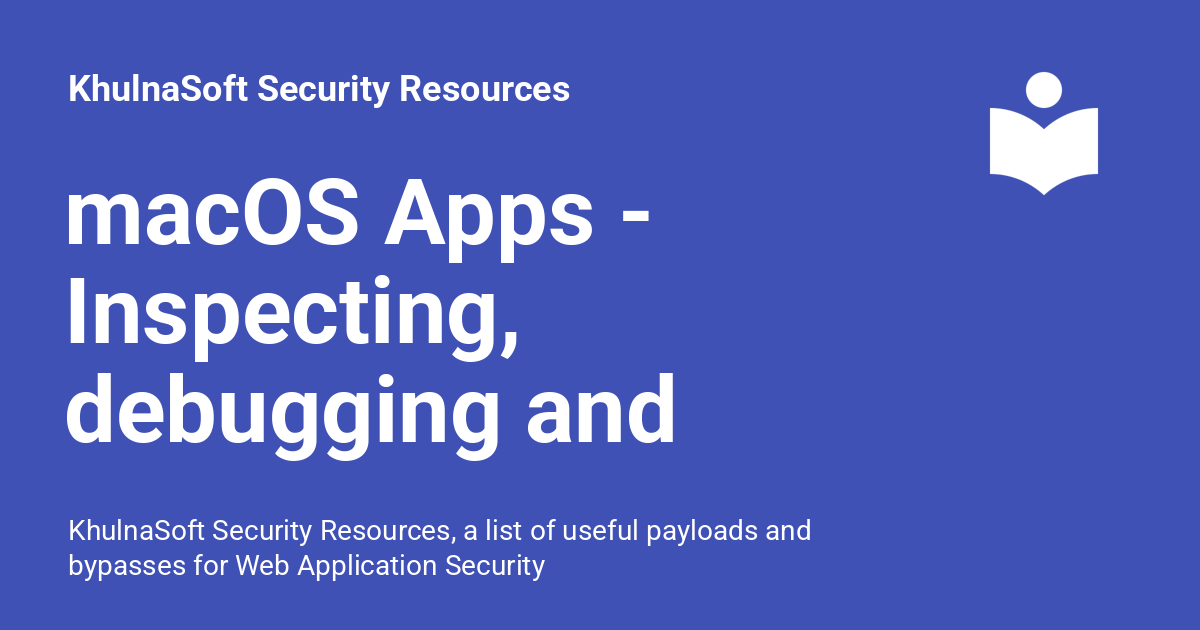 KhulnaSoft Security Resources
macOS Apps -
Inspecting,
debugging and
KhulnaSoft Security Resources, a list of useful payloads and
bypasses for Web Application Security